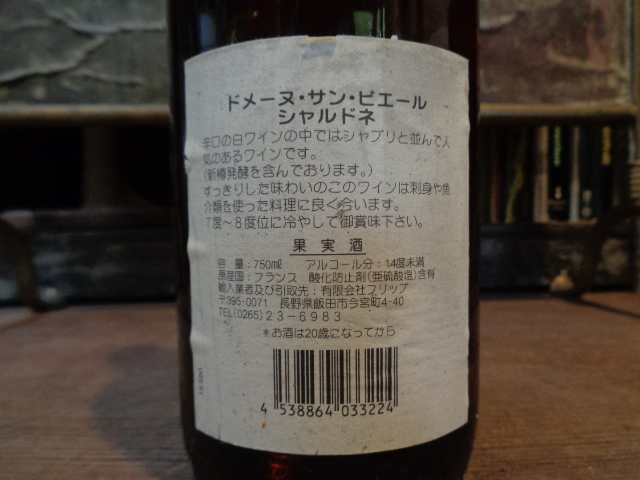 ドメーヌ・サン・ピエール
シャルドネ
辛口の白ワインの中ではシャブリと並んで人
気のあるワインです。
(新樽発酵を含んでおります。)
すっきりした味わいのこのワインは刺身や魚
介類を使った料理に良く合います。
7度〜8度位に冷やして御賞味下さい。
果実酒
容量:750mℓ アルコール分:14度未満
原産国:フランス 酸化防止剤(亜硫酸塩)含有
輸入業者及び引取先:有限会社フリップ
〒395-0071 長野県飯田市今宮町4-40
TEL(0265)23-6983
*お酒は20歳になってから
4 538864 033224